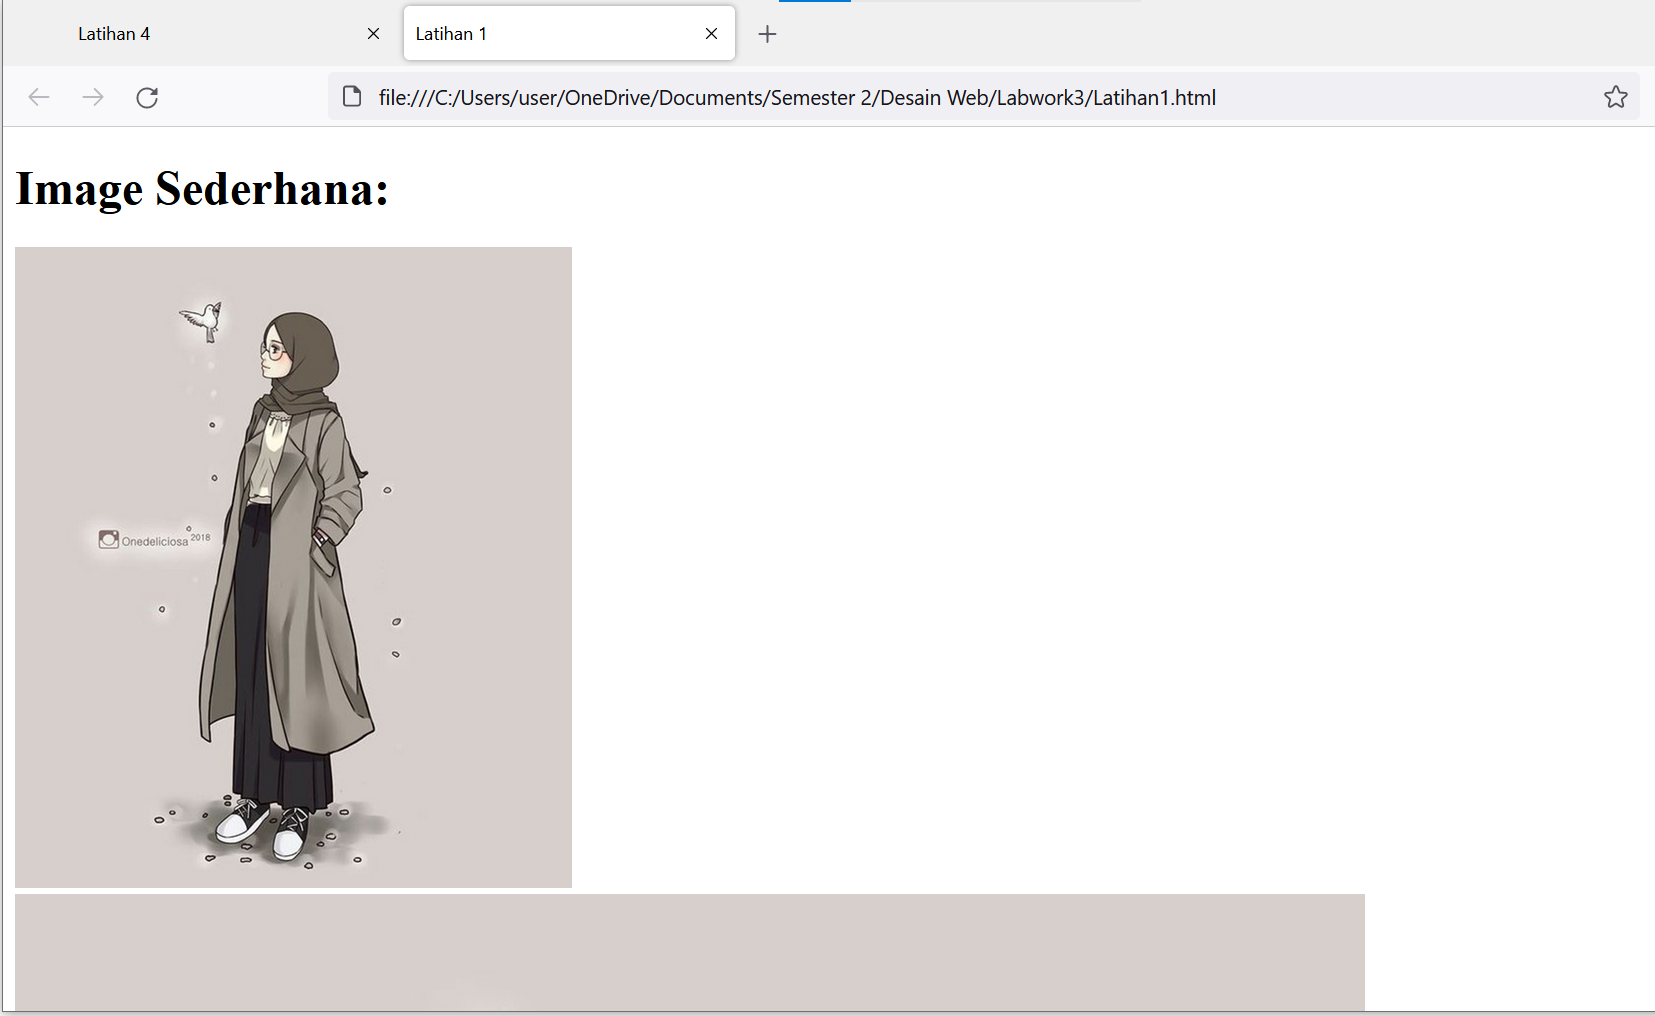 Latihan 4
Latihan 1
file:///C:/Users/user/OneDrive/Documents/Semester 2/Desain Web/Labwork3/Latihan1.html
Image Sederhana:
Onedeliciosa 2018